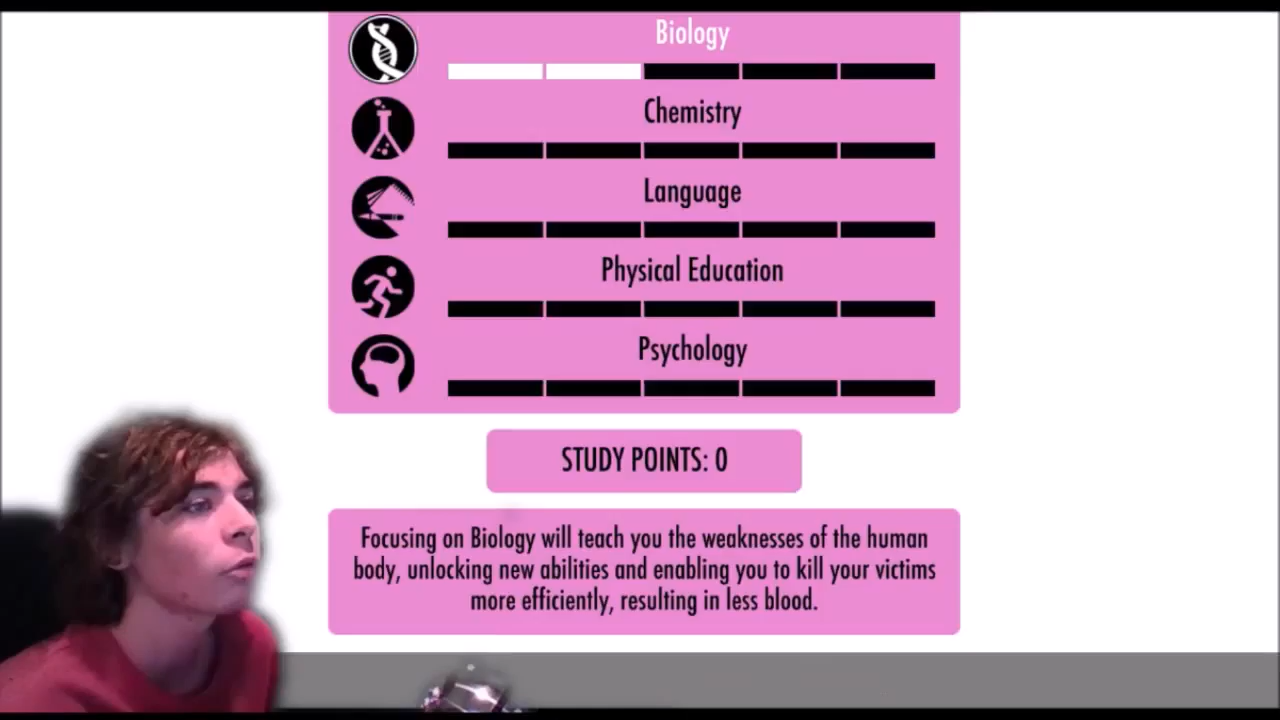 Biology
Chemistry
Language
Physical Education
Psychology
STUDY POINTS: 0
Focusing on Biology will teach you the weaknesses of the human
body, unlocking new abilities and enabling you to kill your victims
more efficiently, resulting in less blood.